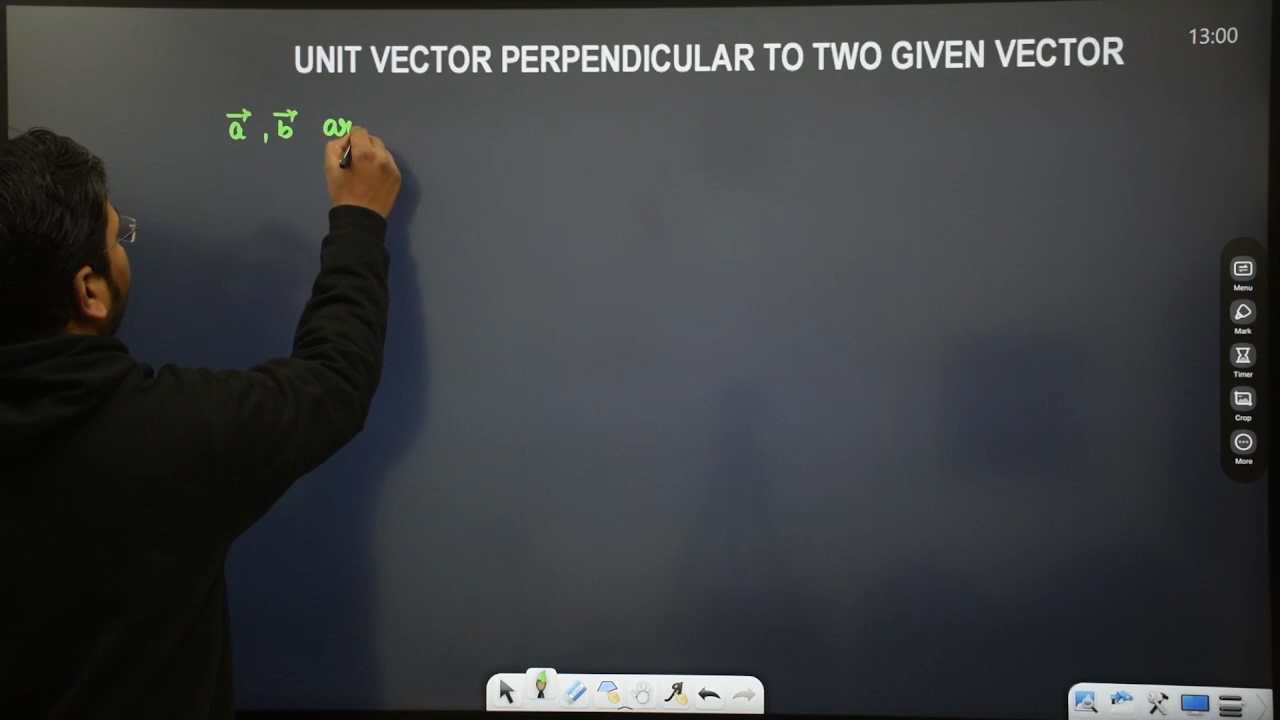 UNIT VECTOR PERPENDICULAR TO TWO GIVEN VECTOR
13:00
a⃗ , b⃗
Menu
Mark
Timer
Crop
More